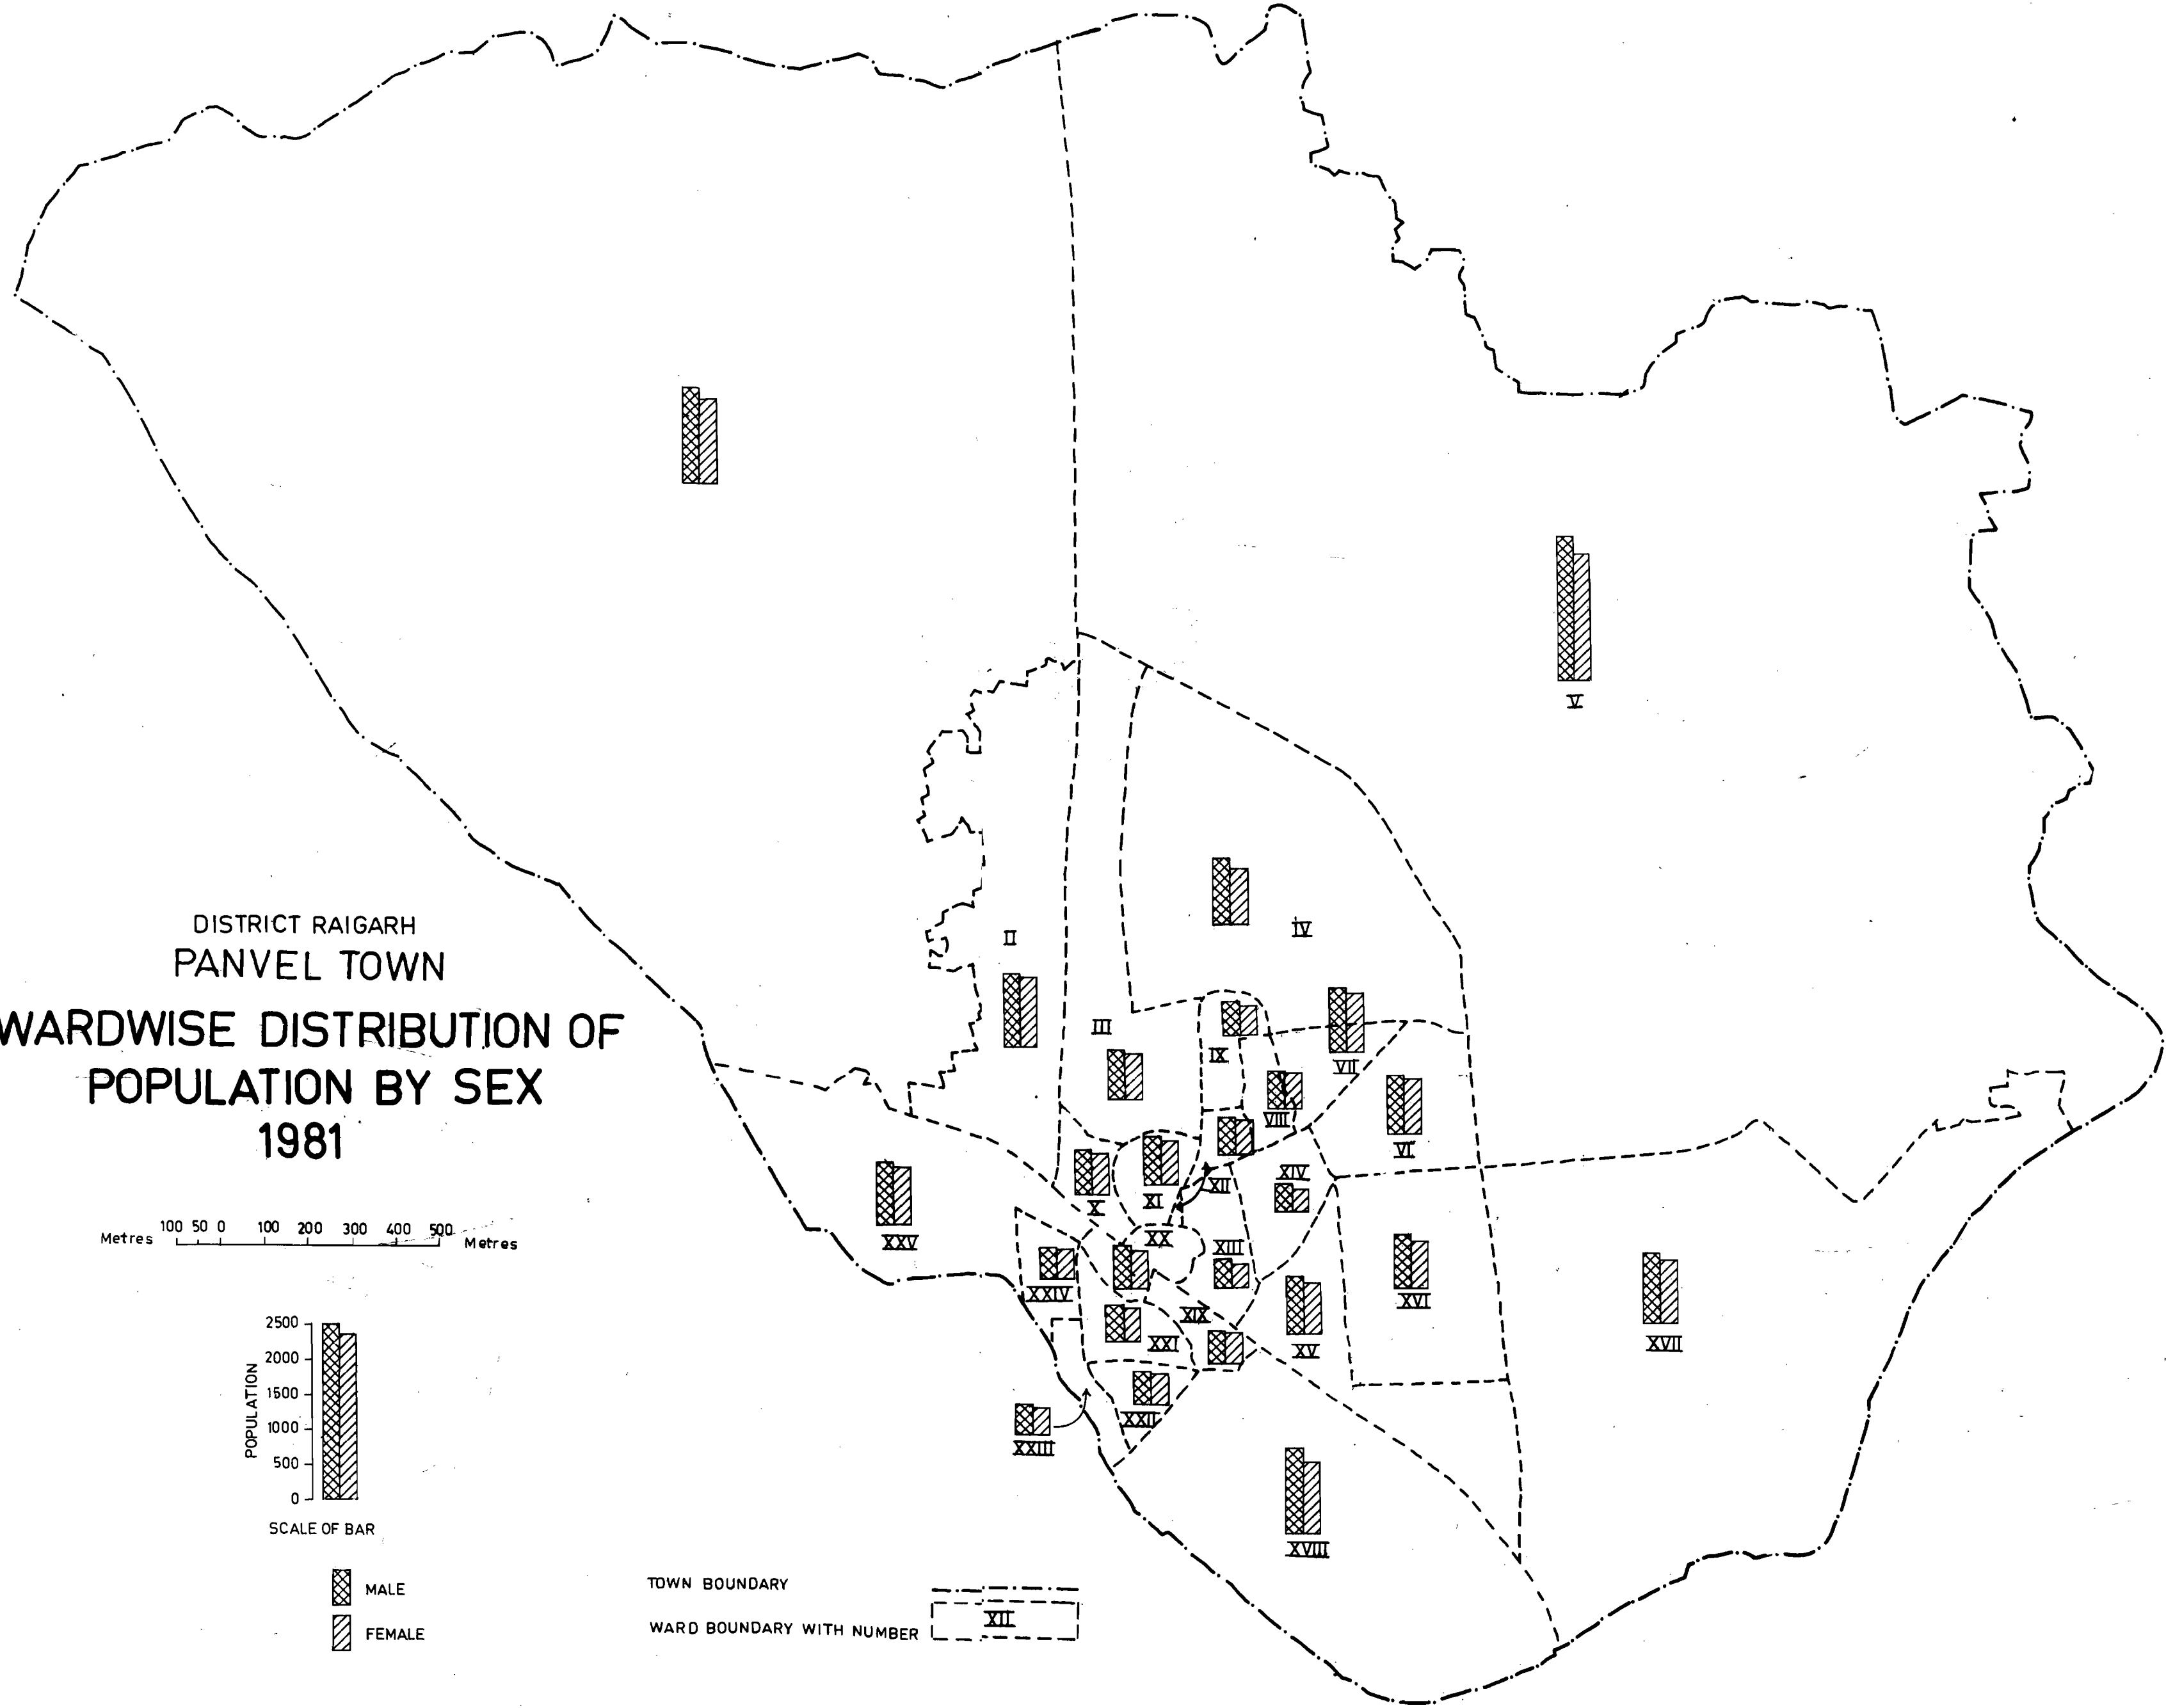 V
II
IV
III
IX
VII
VIII
VI
XIV
XII
XI
X
XX
XIII
XXV
XXIV
XIX
XVI
XXI
XV
XVII
XXII
XXIII
XVIII
DISTRICT RAIGARH
PANVEL TOWN
WARDWISE DISTRIBUTION OF
POPULATION BY SEX
1981
Metres 100 50 0 100 200 300 400 500 Metres
POPULATION
2500
2000
1500
1000
500
0
SCALE OF BAR
MALE
FEMALE
TOWN BOUNDARY
WARD BOUNDARY WITH NUMBER XII